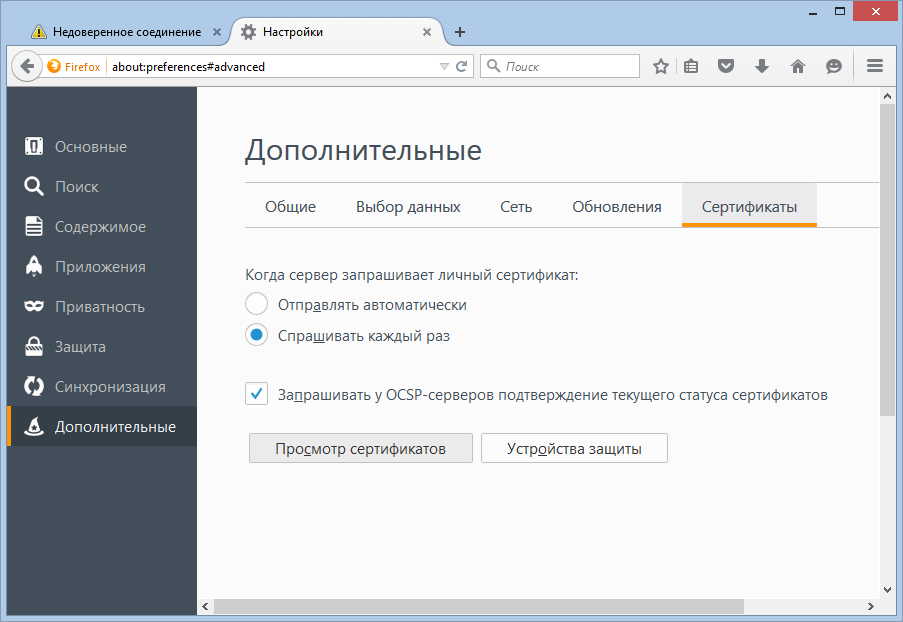 Недоверенное соединение
Настройки
Firefox
about:preferences#advanced
Поиск
Основные
Поиск
Содержимое
Приложения
Приватность
Защита
Синхронизация
Дополнительные
Дополнительные
Общие
Выбор данных
Сеть
Обновления
Сертификаты
Когда сервер запрашивает личный сертификат:
Отправлять автоматически
Спрашивать каждый раз
Запрашивать у OCSP-серверов подтверждение текущего статуса сертификатов
Просмотр сертификатов
Устройства защиты